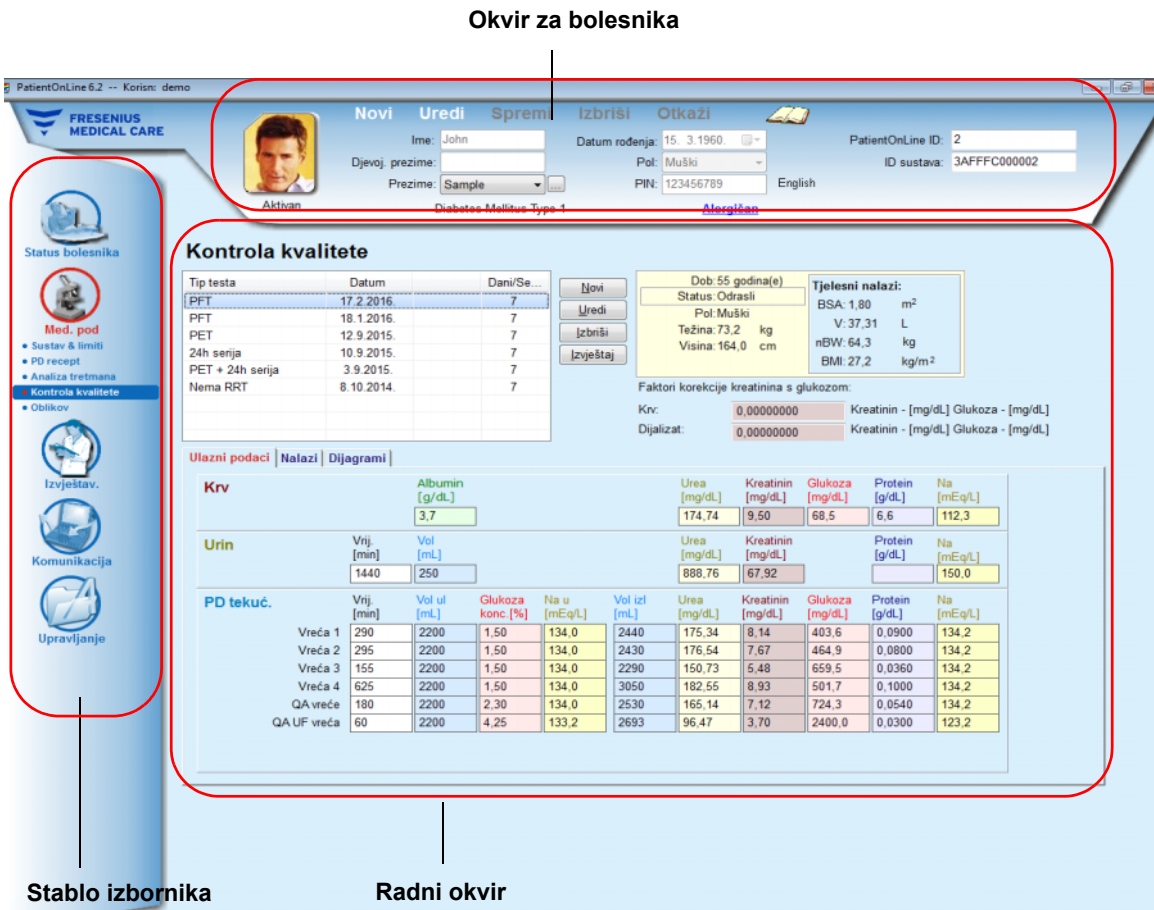 Okvir za bolesnika
PatientOnLine 6.2 -- Korisn: demo
FRESENIUS
MEDICAL CARE
Novi Uredi Spremi Izbriši Otkaži
Ime: John Datum rođenja: 15. 3.1960. PatientOnLine ID: 2
Djevoj. prezime: Pol: Muški ID sustava: 3AFFFC000002
Prezime: Sample ... PIN: 123456789 English
Aktivan Diabetes Mellitus Type 1 Alergičan
Status bolesnika
Med. pod
Sustav & limiti
PD recept
Analiza tretmana
Kontrola kvalitete
Oblikov
Izvještav.
Komunikacija
Upravljanje
Kontrola kvalitete
Tip testa Datum Dani/Se...
PFT 17.2.2016. 7
PFT 18.1.2016. 7
PET 12.9.2015. 7
24h serija 10.9.2015. 7
PET + 24h serija 3.9.2015. 7
Nema RRT 8.10.2014. 7
Novi
Uredi
Izbriši
Izvještaj
Dob: 55 godina(e)
Status: Odrasli
Pol: Muški
Težina: 73,2 kg
Visina: 164,0 cm
Tjelesni nalazi:
BSA: 1,80 m2
V: 37,31 L
nBW: 64,3 kg
BMI: 27,2 kg/m2
Faktori korekcije kreatinina s glukozom:
Krv: 0,00000000 Kreatinin - [mg/dL] Glukoza - [mg/dL]
Dijalizat: 0,00000000 Kreatinin - [mg/dL] Glukoza - [mg/dL]
Ulazni podaci Nalazi Dijagrami
Krv Albumin Urea Kreatinin Glukoza Protein Na
[g/dL] [mg/dL] [mg/dL] [mg/dL] [g/dL] [mEq/L]
3,7 174,74 9,50 68,5 6,6 112,3
Urin Vrij. Vol Urea Kreatinin Protein Na
[min] [mL] [mg/dL] [mg/dL] [g/dL] [mEq/L]
1440 250 888,76 67,92 150,0
PD tekuć. Vrij. Vol ul Glukoza Na u Vol izl Urea Kreatinin Glukoza Protein Na
[min] [mL] konc.[%] [mEq/L] [mL] [mg/dL] [mg/dL] [mg/dL] [g/dL] [mEq/L]
Vreća 1 290 2200 1,50 134,0 2440 175,34 8,14 403,6 0,0900 134,2
Vreća 2 295 2200 1,50 134,0 2430 176,54 7,67 464,9 0,0800 134,2
Vreća 3 155 2200 1,50 134,0 2290 150,73 5,48 659,5 0,0360 134,2
Vreća 4 625 2200 1,50 134,0 3050 182,55 8,93 501,7 0,1000 134,2
QA vreće 180 2200 2,30 134,0 2530 165,14 7,12 724,3 0,0540 134,2
QA UF vreća 60 2200 4,25 133,2 2693 96,47 3,70 2400,0 0,0300 123,2
Stablo izbornika
Radni okvir